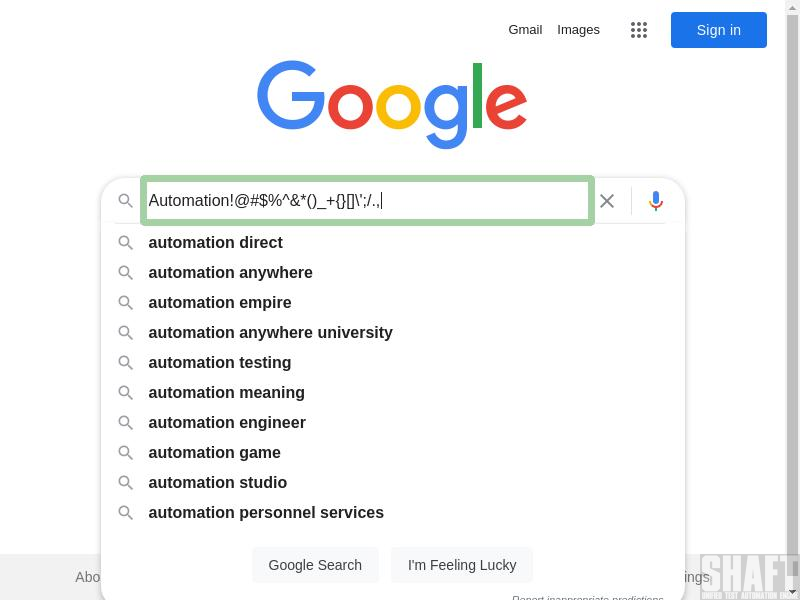 Gmail Images Sign in
Google
Automation!@#$%^&*()_+{}[]\';/.,
automation direct
automation anywhere
automation empire
automation anywhere university
automation testing
automation meaning
automation engineer
automation game
automation studio
automation personnel services
Google Search I'm Feeling Lucky
Abo ings
Report inappropriate predictions
SHAFT